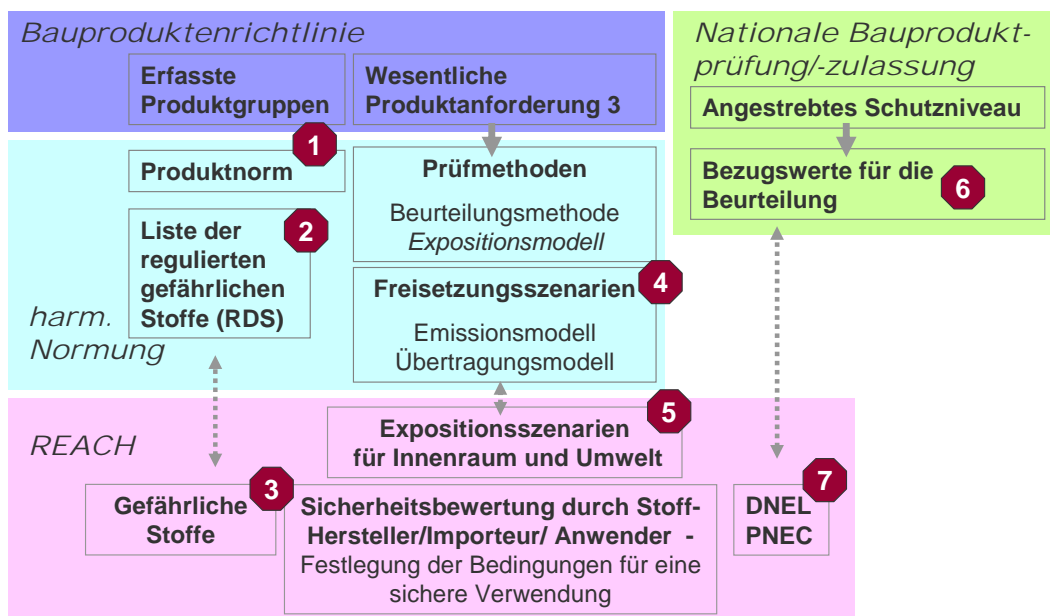 Bauproduktenrichtlinie
Erfasste
Produktgruppen
Wesentliche
Produktanforderung 3
Nationale Bauprodukt-
prüfung/-zulassung
Angestrebtes Schutzniveau
Bezugswerte für die
Beurteilung
6
1
Produktnorm
2
Liste der
regulierten
gefährlichen
Stoffe (RDS)
harm.
Normung
Prüfmethoden
Beurteilungsmethode
Expositionsmodell
4
Freisetzungsszenarien
Emissionsmodell
Übertragungsmodell
REACH
5
Expositionsszenarien
für Innenraum und Umwelt
3
Gefährliche
Stoffe
Sicherheitsbewertung durch Stoff-
Hersteller/Importeur/ Anwender -
Festlegung der Bedingungen für eine
sichere Verwendung
7
DNEL
PNEC